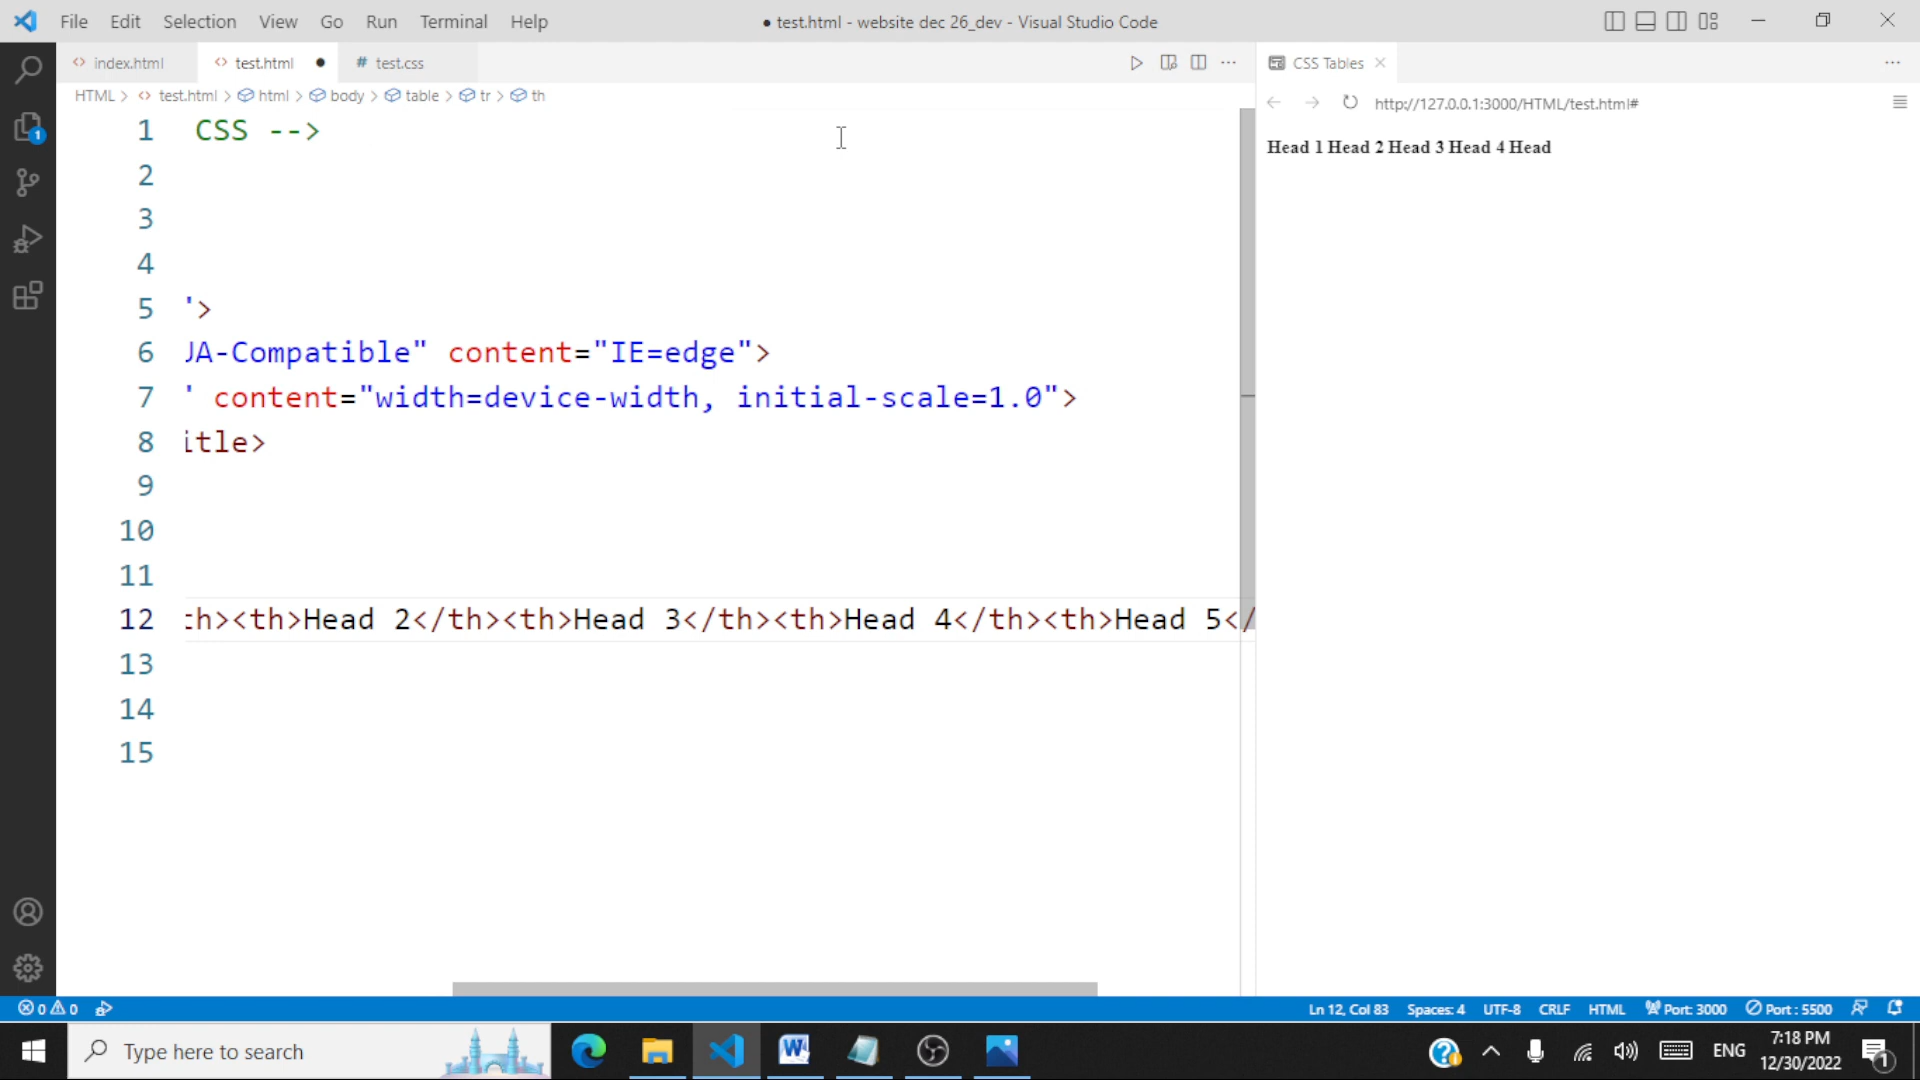 File Edit Selection View Go Run Terminal Help
● test.html - website dec 26_dev - Visual Studio Code
<> index.html
<> test.html ●
# test.css
CSS Tables
HTML > <> test.html > html > body > table > tr > th
http://127.0.0.1:3000/HTML/test.html#
Head 1 Head 2 Head 3 Head 4 Head
1 CSS -->
2
3
4
5 ">
6 UA-Compatible" content="IE=edge">
7 " content="width=device-width, initial-scale=1.0">
8 itle>
9
10
11
12 th><th>Head 2</th><th>Head 3</th><th>Head 4</th><th>Head 5</
13
14
15
0 0
Ln 12, Col 83 Spaces: 4 UTF-8 CRLF HTML Port: 3000 Port : 5500
Type here to search
ENG
7:18 PM
12/30/2022
1